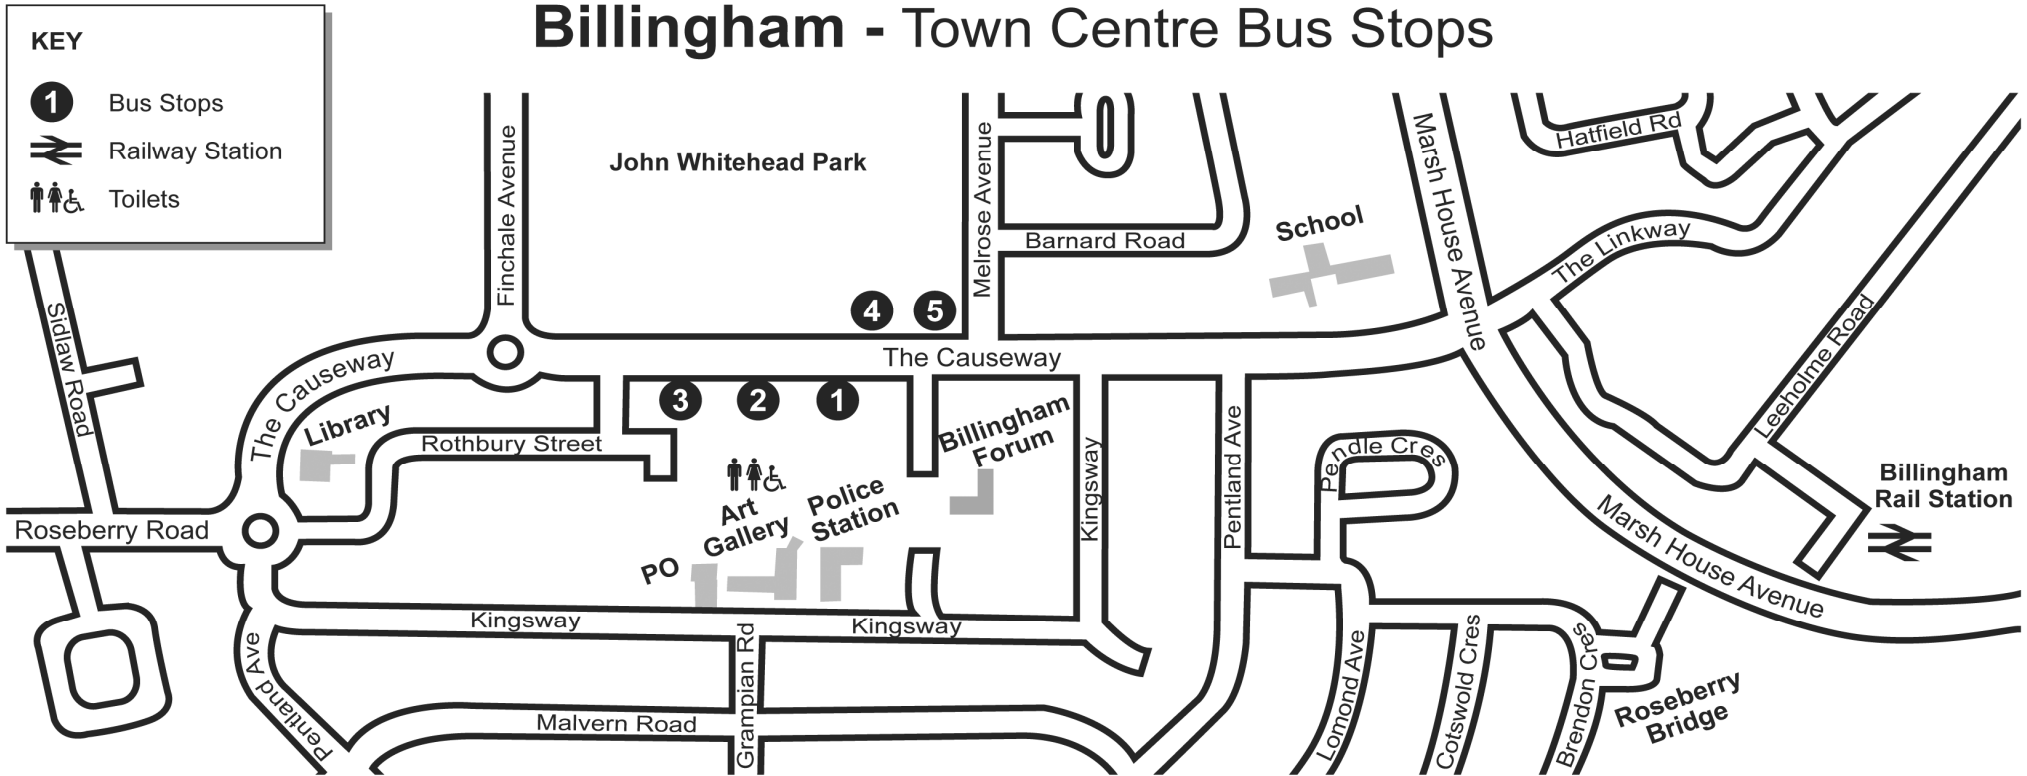 Billingham - Town Centre Bus Stops
KEY
1 Bus Stops
Railway Station
Toilets
Finchale Avenue
John Whitehead Park
Melrose Avenue
Barnard Road
School
Marsh House Avenue
Hatfield Rd
The Linkway
Leeholme Road
Sidlaw Road
4
5
The Causeway
The Causeway
3
2
1
Library
Rothbury Street
Billingham
Forum
Kingsway
Pentland Ave
Pendle Cres
Billingham
Rail Station
Roseberry Road
Art
Gallery
Police
Station
PO
Marsh House Avenue
Kingsway
Kingsway
Pentland Ave
Pentland
Grampian Rd
Malvern Road
Lomond Ave
Cotswold Cres
Brendon Cres
Roseberry
Bridge